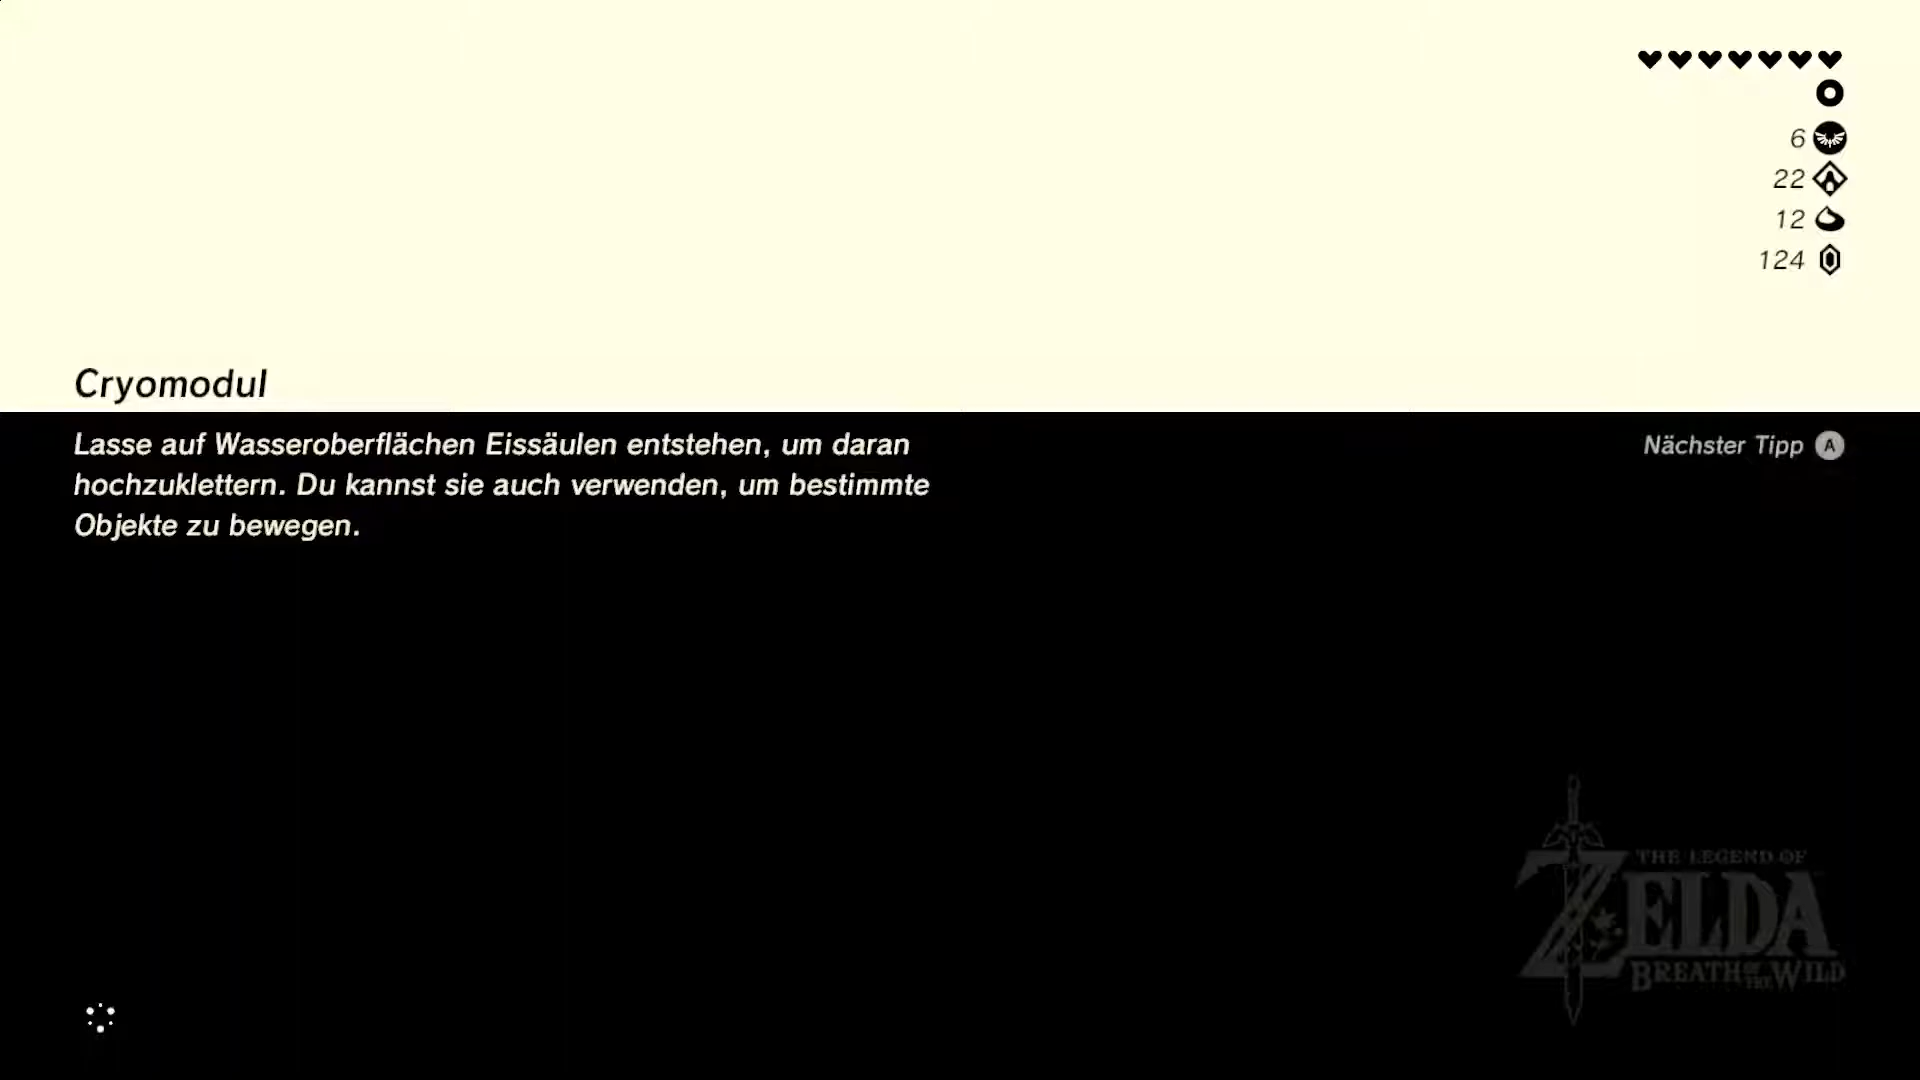 6
22
12
124
Cryomodul
Lasse auf Wasseroberflächen Eissäulen entstehen, um daran
hochzuklettern. Du kannst sie auch verwenden, um bestimmte
Objekte zu bewegen.
Nächster Tipp A
THE LEGEND OF
ZELDA
BREATH OF THE WILD